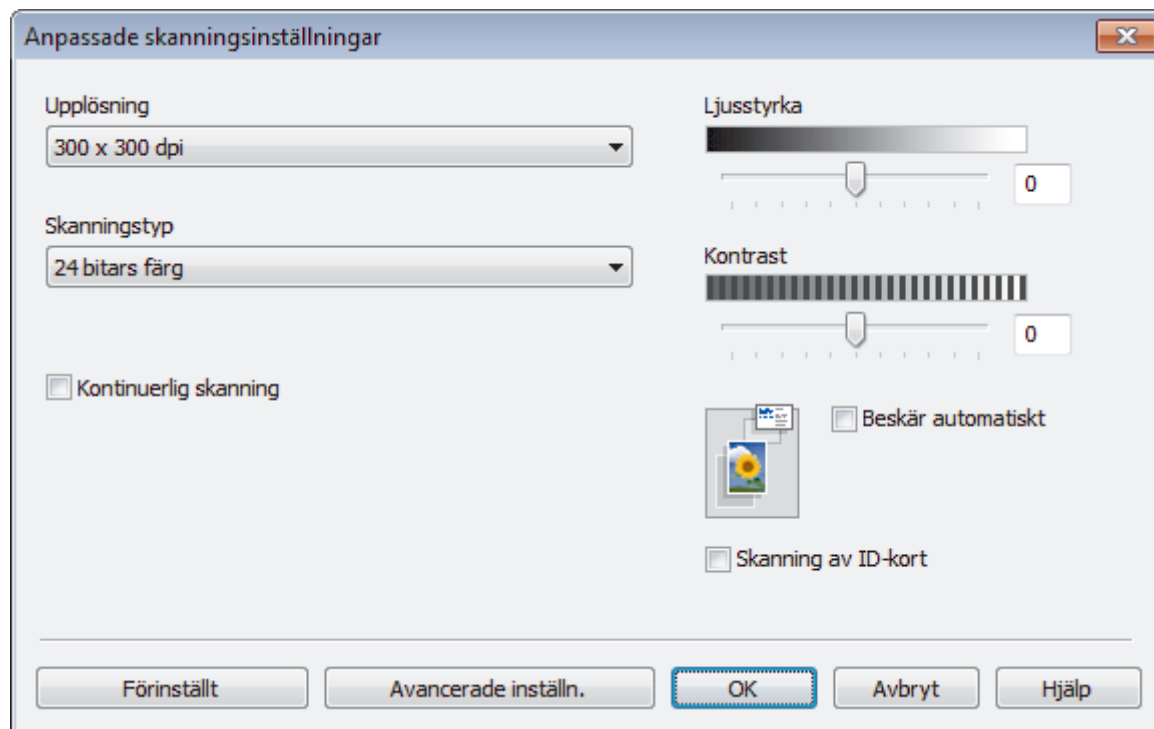 Anpassade skanningsinställningar
Upplösning
300 x 300 dpi
Skanningstyp
24 bitars färg
Kontinuerlig skanning
Ljusstyrka
0
Kontrast
0
Beskär automatiskt
Skanning av ID-kort
Förinställt
Avancerade inställn.
OK
Avbryt
Hjälp